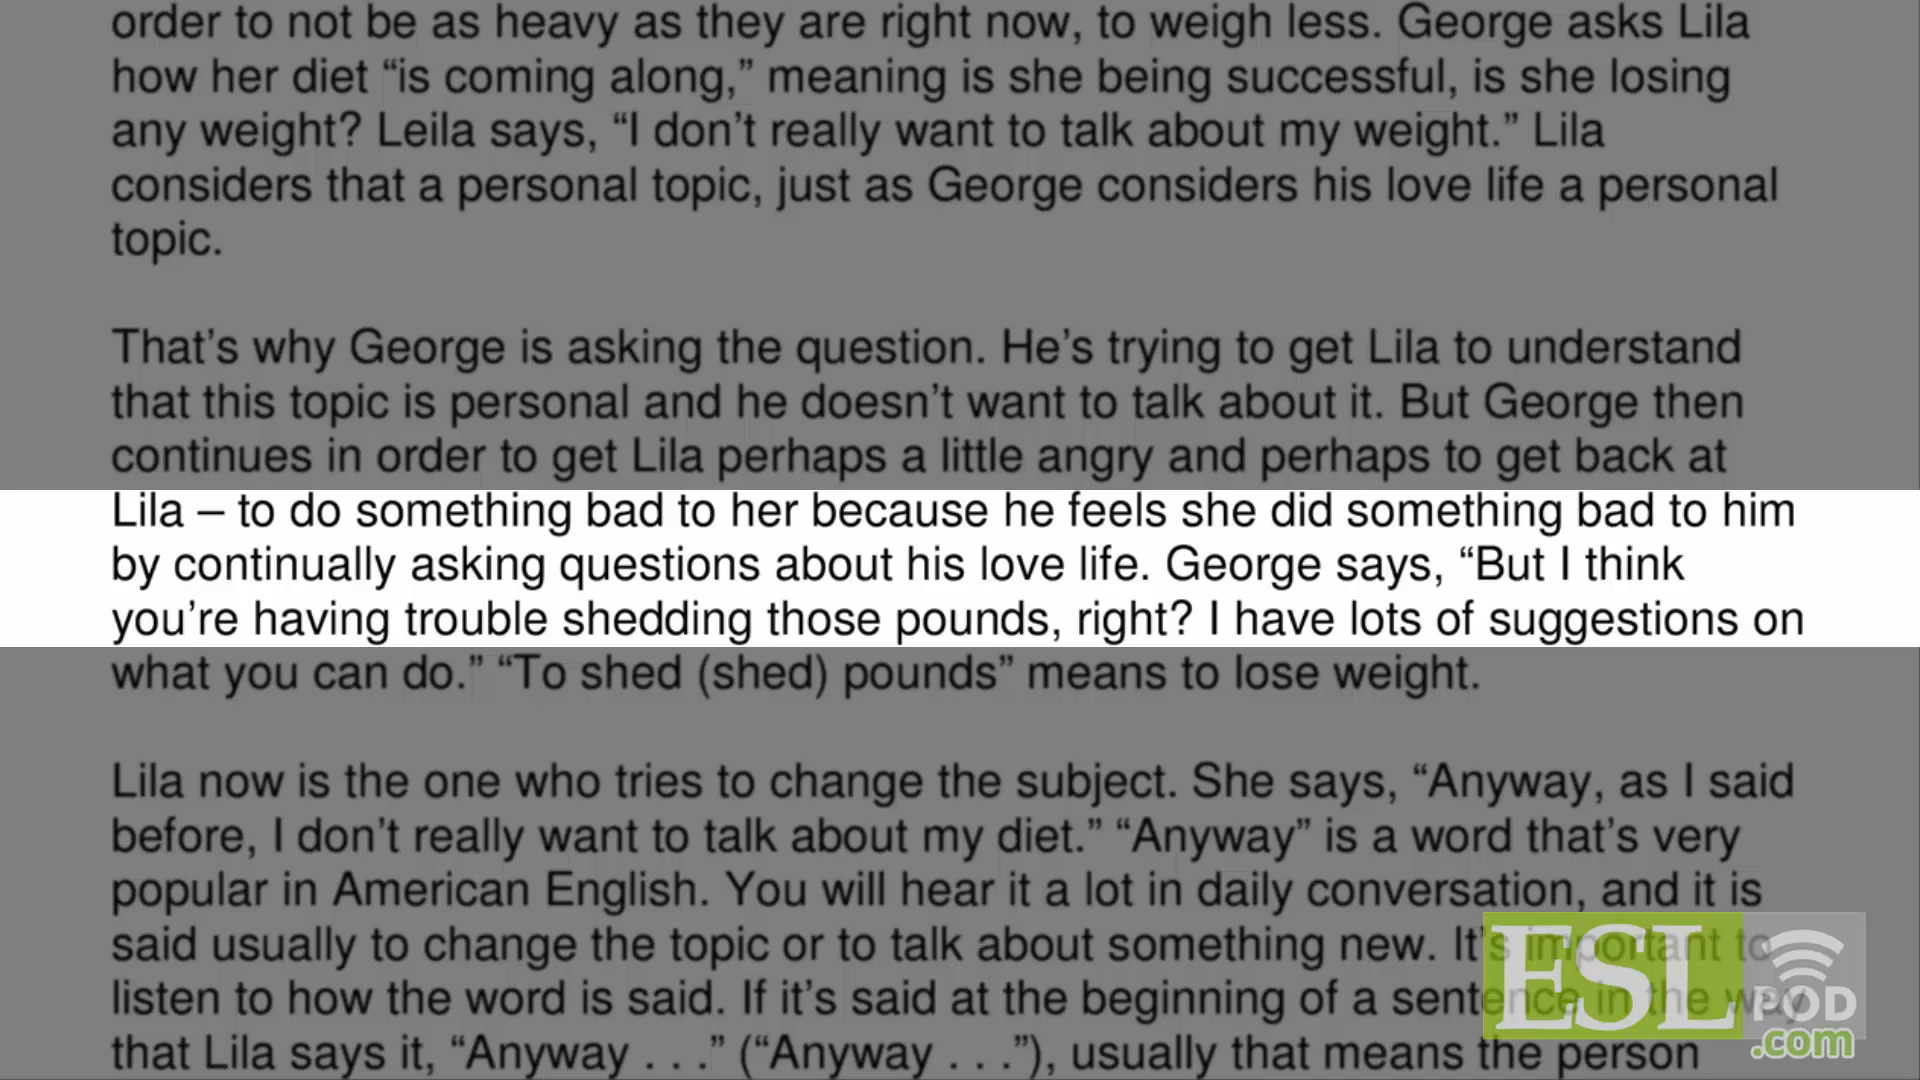 order to not be as heavy as they are right now, to weigh less. George asks Lila
how her diet “is coming along,” meaning is she being successful, is she losing
any weight? Leila says, “I don’t really want to talk about my weight.” Lila
considers that a personal topic, just as George considers his love life a personal
topic.
That’s why George is asking the question. He’s trying to get Lila to understand
that this topic is personal and he doesn’t want to talk about it. But George then
continues in order to get Lila perhaps a little angry and perhaps to get back at
Lila – to do something bad to her because he feels she did something bad to him
by continually asking questions about his love life. George says, “But I think
you’re having trouble shedding those pounds, right? I have lots of suggestions on
what you can do.” “To shed (shed) pounds” means to lose weight.
Lila now is the one who tries to change the subject. She says, “Anyway, as I said
before, I don’t really want to talk about my diet.” “Anyway” is a word that’s very
popular in American English. You will hear it a lot in daily conversation, and it is
said usually to change the topic or to talk about something new. It’s important to
listen to how the word is said. If it’s said at the beginning of a sentence in the way
that Lila says it, “Anyway . . .” (“Anyway . . .”), usually that means the person
ESL
POD
.com